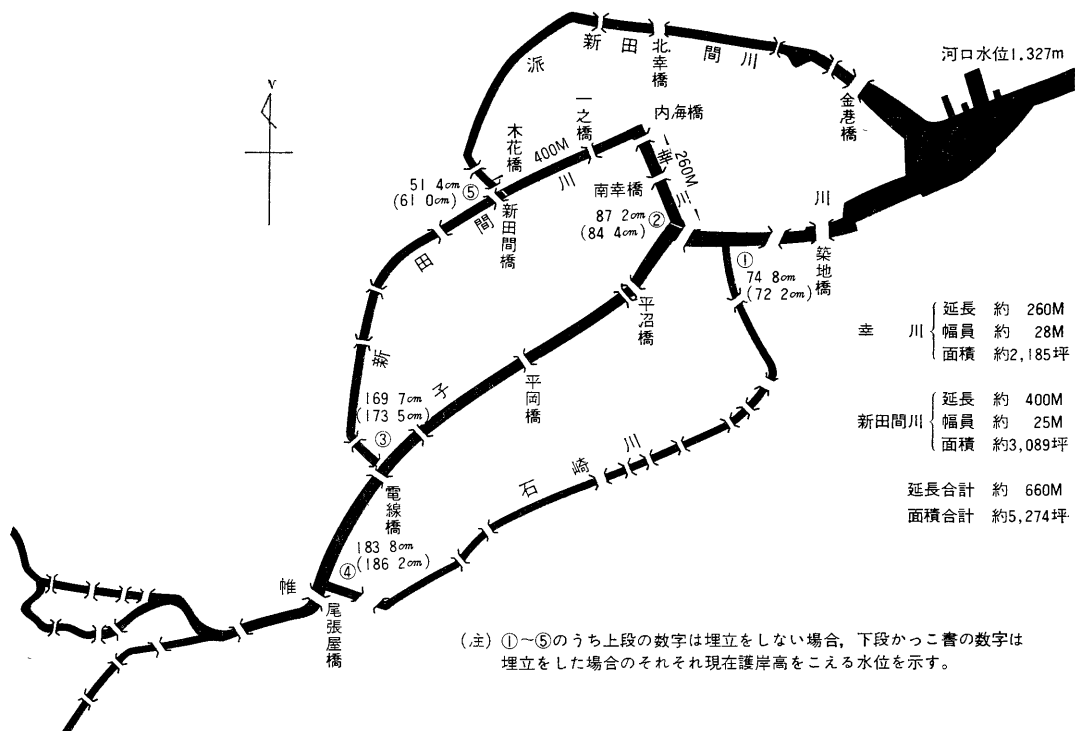 河口水位1.327m
派新田間川
北幸橋
金港橋
内海橋
一之橋
木花橋
400M
幸川
260M
南幸橋
51 4cm
(61 0cm)
⑤
新田間橋
87 2cm
(84 4cm)
②
川
築地橋
①
74 8cm
(72 2cm)
平沼橋
新田間川
平岡橋
169 7cm
(173 5cm)
③
子
電線橋
石崎川
183 8cm
(186 2cm)
④
帷
尾張屋橋
幸川
延長 約 260M
幅員 約 28M
面積 約2,185坪
新田間川
延長 約 400M
幅員 約 25M
面積 約3,089坪
延長合計 約 660M
面積合計 約5,274坪
(注) ①〜⑤のうち上段の数字は埋立をしない場合,下段かっこ書の数字は
埋立をした場合のそれそれ現在護岸高をこえる水位を示す。